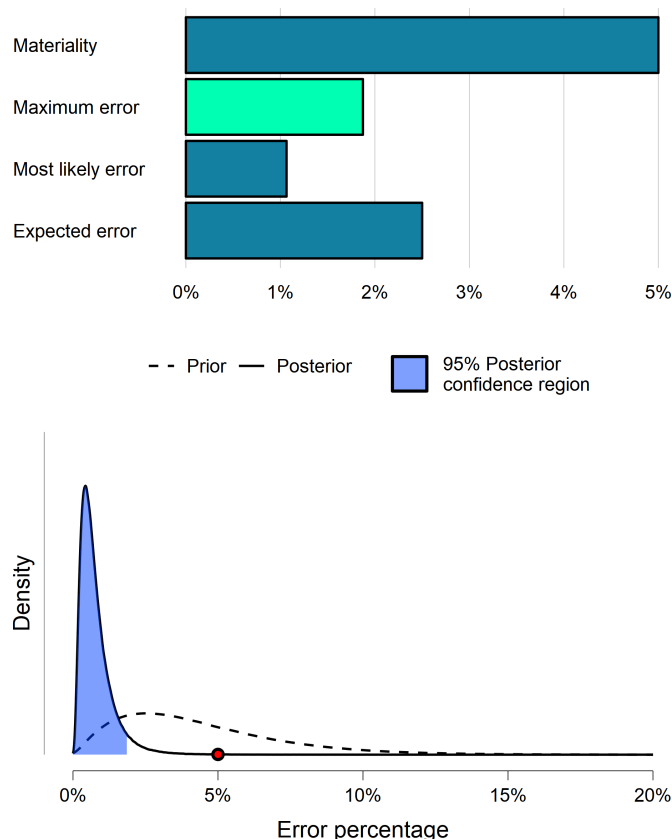 Materiality
Maximum error
Most likely error
Expected error
0% 1% 2% 3% 4% 5%
Prior Posterior 95% Posterior
confidence region
Density
0% 5% 10% 15% 20%
Error percentage